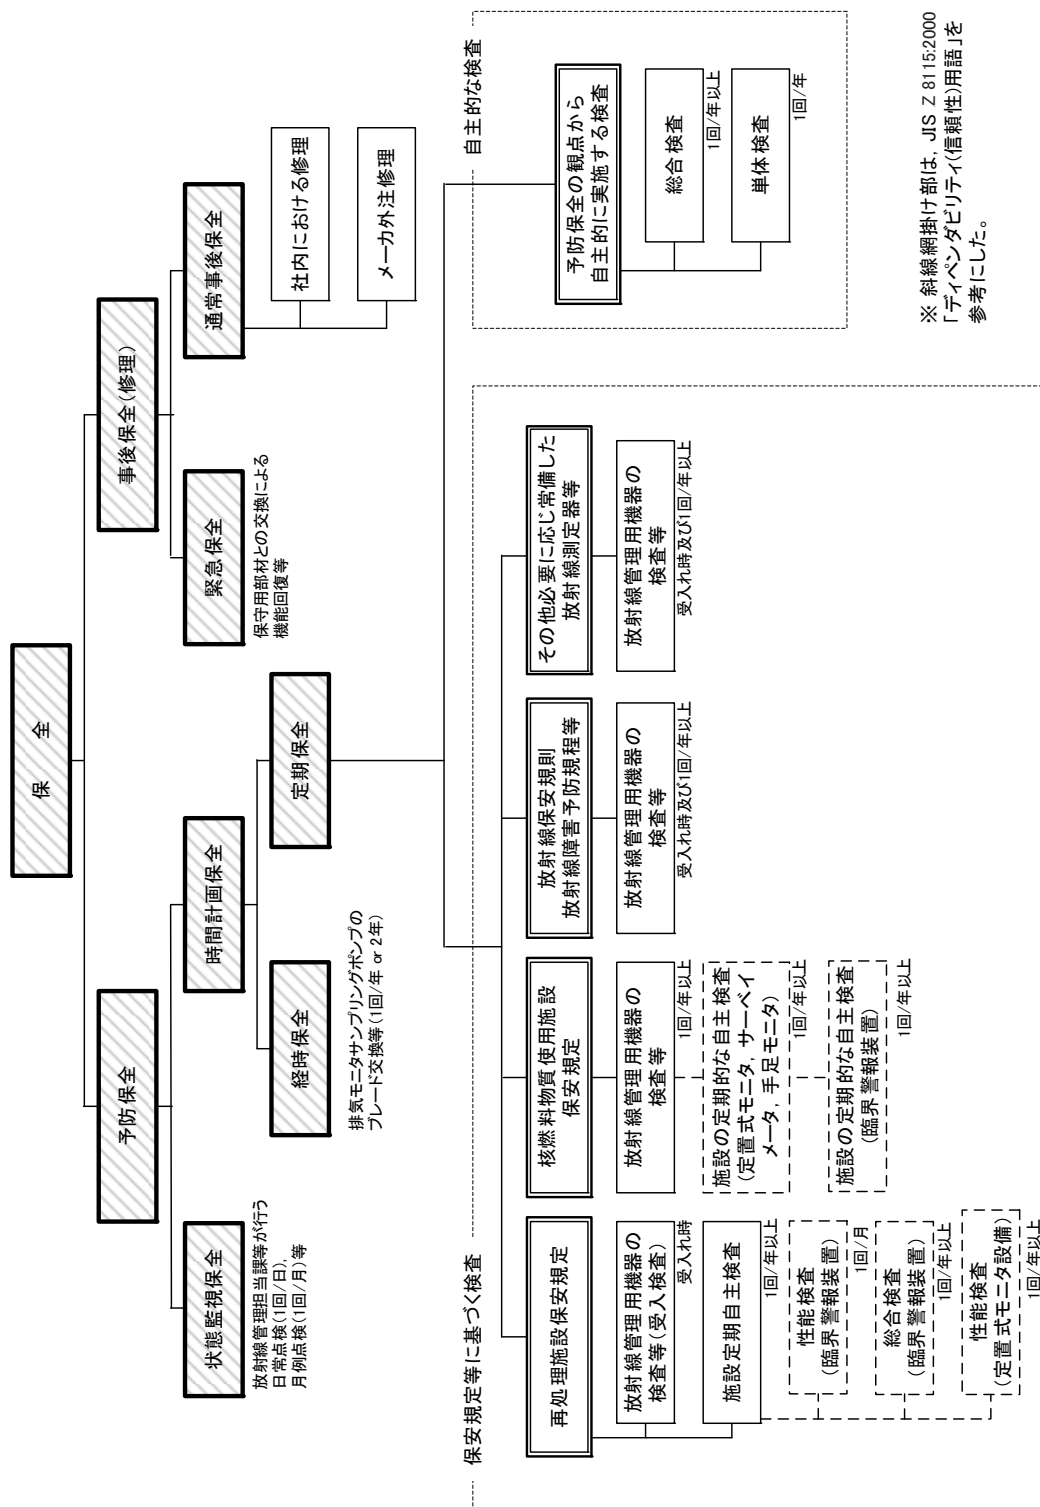 保　全
予防保全
事後保全(修理)
状態監視保全
放射線管理担当課等が行う
日常点検(1回/日),
月例点検(1回/月)等
時間計画保全
緊急保全
保守用部材との交換による
機能回復等
通常事後保全
社内における修理
メーカ外注修理
経時保全
排気モニタサンプリングポンプの
ブレード交換等(1回/年 or 2年)
定期保全
保安規定等に基づく検査
再処理施設保安規定
放射線管理用機器の
検査等(受入検査)
受入れ時
施設定期自主検査
1回/年以上
性能検査
(臨界警報装置)
1回/月
総合検査
(臨界警報装置)
1回/年以上
性能検査
(定置式モニタ設備)
1回/年以上
核燃料物質使用施設
保安規定
放射線管理用機器の
検査等
1回/年以上
施設の定期的な自主検査
(定置式モニタ, サーベイ
メータ, 手足モニタ)
1回/年以上
施設の定期的な自主検査
(臨界警報装置)
1回/年以上
放射線保安規則
放射線障害予防規程等
放射線管理用機器の
検査等
受入れ時及び1回/年以上
その他必要に応じ常備した
放射線測定器等
放射線管理用機器の
検査等
受入れ時及び1回/年以上
自主的な検査
予防保全の観点から
自主的に実施する検査
総合検査
1回/年以上
単体検査
1回/年
※ 斜線網掛け部は, JIS Z 8115:2000
「ディペンダビリティ(信頼性)用語」を
参考にした。